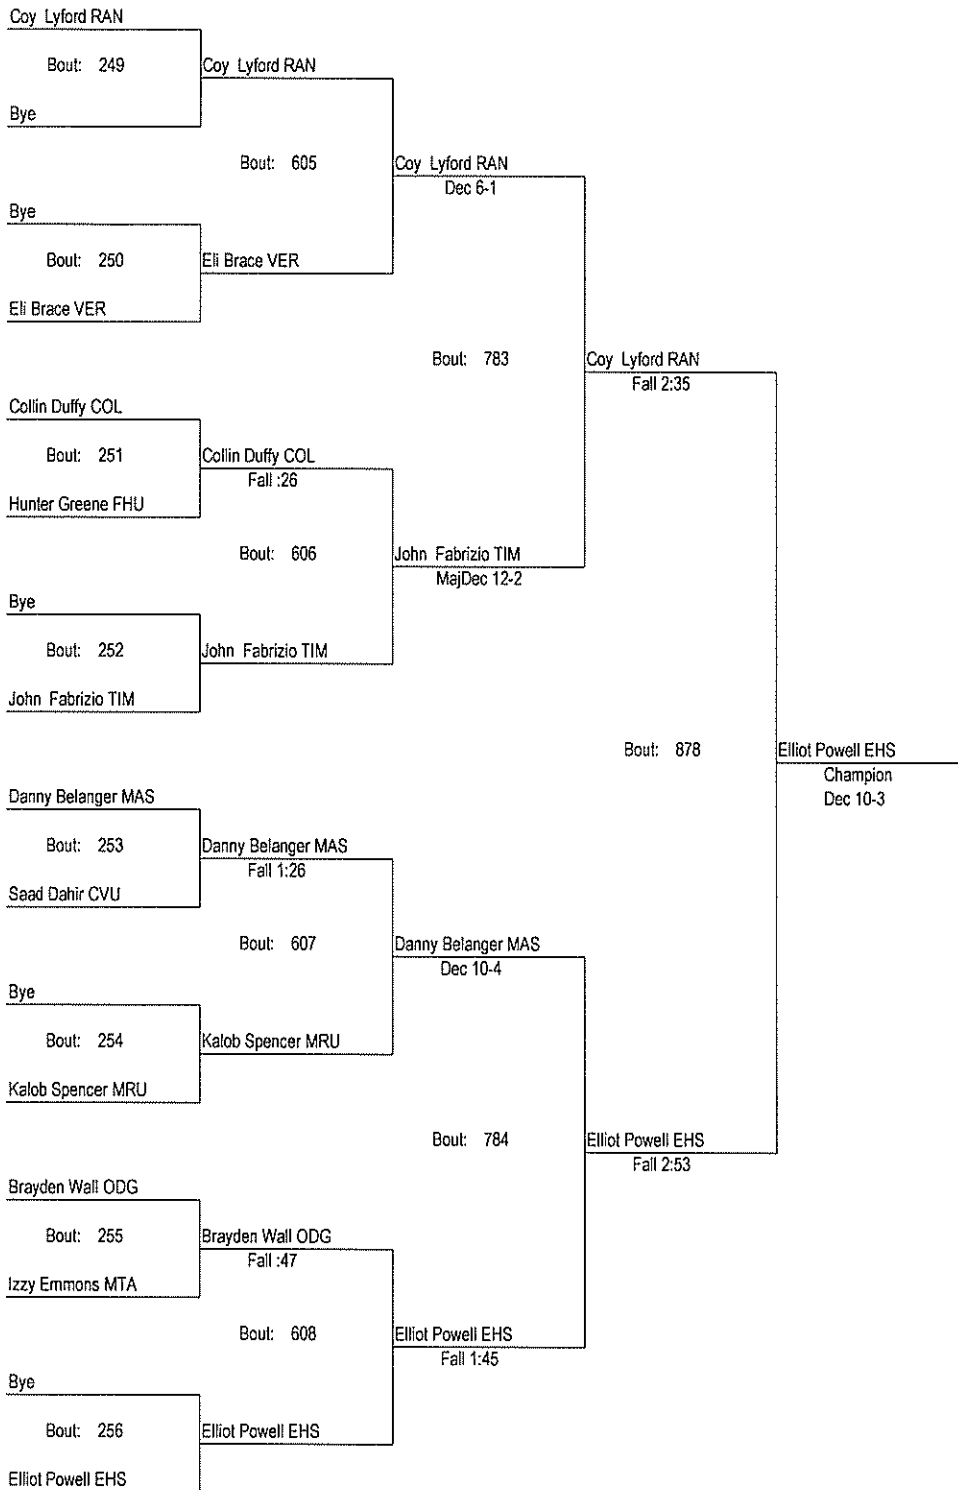 Coy Lyford RAN
Bout: 249
Coy Lyford RAN
Bye
Bout: 605
Coy Lyford RAN
Dec 6-1
Bye
Bout: 250
Eli Brace VER
Eli Brace VER
Bout: 783
Coy Lyford RAN
Fall 2:35
Collin Duffy COL
Bout: 251
Collin Duffy COL
Fall :26
Hunter Greene FHU
Bout: 606
John Fabrizio TIM
MajDec 12-2
Bye
Bout: 252
John Fabrizio TIM
John Fabrizio TIM
Bout: 878
Elliot Powell EHS
Champion
Dec 10-3
Danny Belanger MAS
Bout: 253
Danny Belanger MAS
Fall 1:26
Saad Dahir CVU
Bout: 607
Danny Belanger MAS
Dec 10-4
Bye
Bout: 254
Kalob Spencer MRU
Kalob Spencer MRU
Bout: 784
Elliot Powell EHS
Fall 2:53
Brayden Wall ODG
Bout: 255
Brayden Wall ODG
Fall :47
Izzy Emmons MTA
Bout: 608
Elliot Powell EHS
Fall 1:45
Bye
Bout: 256
Elliot Powell EHS
Elliot Powell EHS